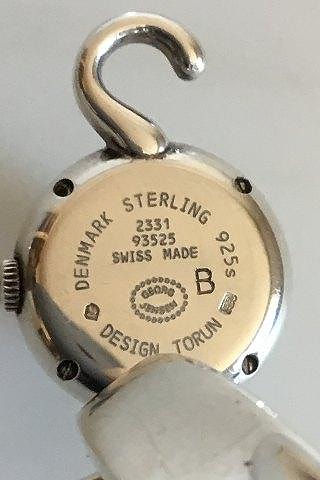 DENMARK STERLING 925s
2331
93525
SWISS MADE
B
GEORG
JENSEN
DESIGN TORUN